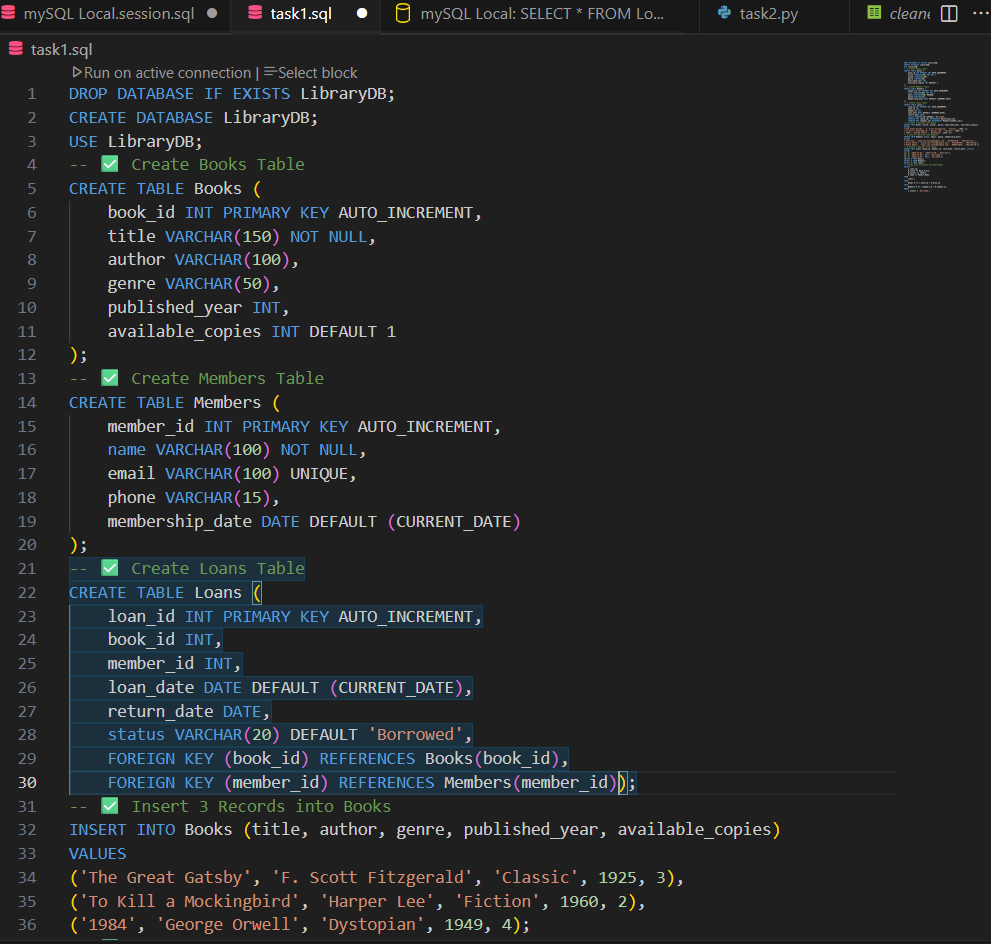 mySQL Local.session.sql
task1.sql
mySQL Local: SELECT * FROM Lo...
task2.py
task1.sql
Run on active connection | Select block
1 DROP DATABASE IF EXISTS LibraryDB;
2 CREATE DATABASE LibraryDB;
3 USE LibraryDB;
4 -- ✅ Create Books Table
5 CREATE TABLE Books (
6 book_id INT PRIMARY KEY AUTO_INCREMENT,
7 title VARCHAR(150) NOT NULL,
8 author VARCHAR(100),
9 genre VARCHAR(50),
10 published_year INT,
11 available_copies INT DEFAULT 1
12 );
13 -- ✅ Create Members Table
14 CREATE TABLE Members (
15 member_id INT PRIMARY KEY AUTO_INCREMENT,
16 name VARCHAR(100) NOT NULL,
17 email VARCHAR(100) UNIQUE,
18 phone VARCHAR(15),
19 membership_date DATE DEFAULT (CURRENT_DATE)
20 );
21 -- ✅ Create Loans Table
22 CREATE TABLE Loans (
23 loan_id INT PRIMARY KEY AUTO_INCREMENT,
24 book_id INT,
25 member_id INT,
26 loan_date DATE DEFAULT (CURRENT_DATE),
27 return_date DATE,
28 status VARCHAR(20) DEFAULT 'Borrowed',
29 FOREIGN KEY (book_id) REFERENCES Books(book_id),
30 FOREIGN KEY (member_id) REFERENCES Members(member_id));
31 -- ✅ Insert 3 Records into Books
32 INSERT INTO Books (title, author, genre, published_year, available_copies)
33 VALUES
34 ('The Great Gatsby', 'F. Scott Fitzgerald', 'Classic', 1925, 3),
35 ('To Kill a Mockingbird', 'Harper Lee', 'Fiction', 1960, 2),
36 ('1984', 'George Orwell', 'Dystopian', 1949, 4);